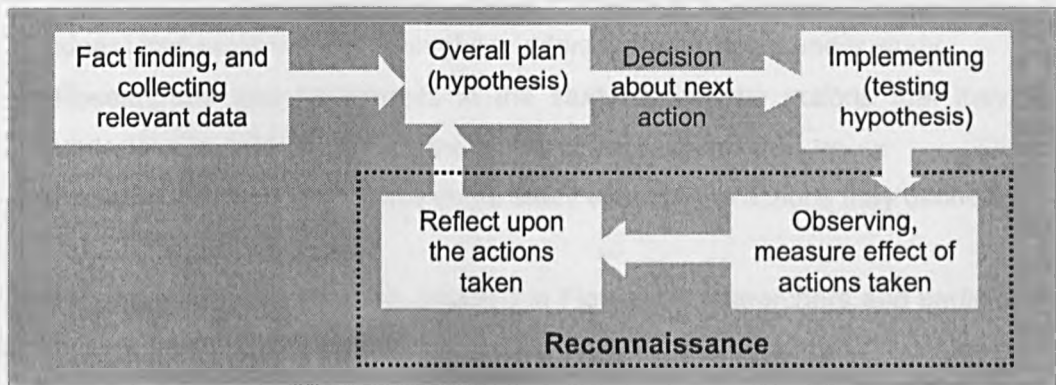 Fact finding, and
collecting
relevant data
Overall plan
(hypothesis)
Decision
about next
action
Implementing
(testing
hypothesis)
Observing,
measure effect of
actions taken
Reflect upon
the actions
taken
Reconnaissance